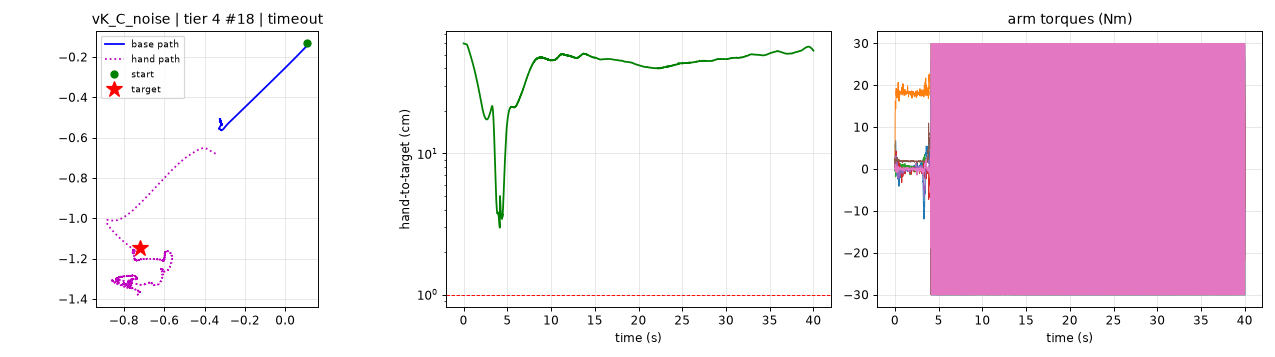 vK_C_noise | tier 4 #18 | timeout
base path
hand path
start
target
−0.2
−0.4
−0.6
−0.8
−1.0
−1.2
−1.4
−0.8 −0.6 −0.4 −0.2 0.0
hand-to-target (cm)
10¹
10⁰
0 5 10 15 20 25 30 35 40
time (s)
arm torques (Nm)
30
20
10
0
−10
−20
−30
0 5 10 15 20 25 30 35 40
time (s)